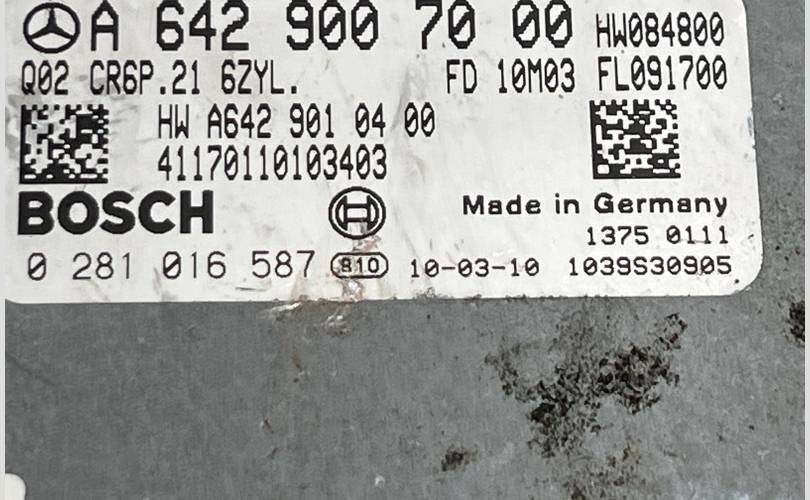 A 642 900 70 00 HW084800
Q02 CR6P.21 6ZYL. FD 10M03 FL091700
HW A642 901 04 00
41170110103403
BOSCH Made in Germany
1375 0111
0 281 016 587 810 10-03-10 1039S30905